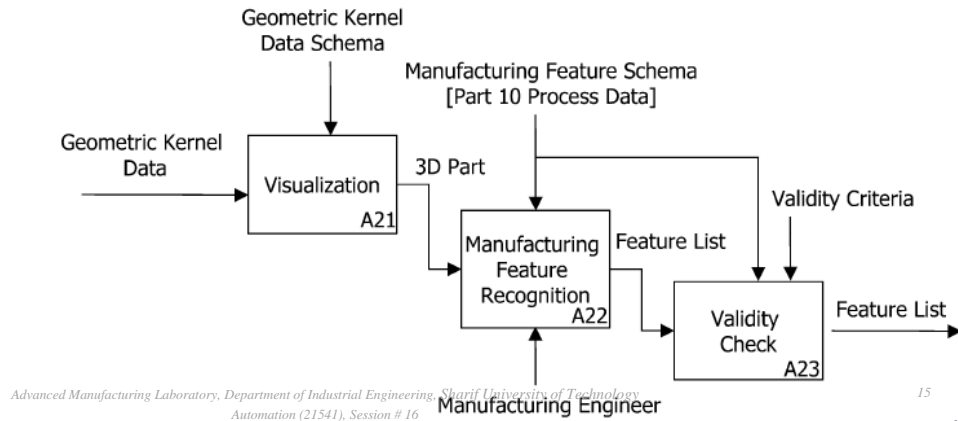 Geometric Kernel
Data Schema
Manufacturing Feature Schema
[Part 10 Process Data]
Geometric Kernel
Data
Visualization
A21
3D Part
Validity Criteria
Manufacturing
Feature
Recognition
A22
Feature List
Validity
Check
A23
Feature List
Advanced Manufacturing Laboratory, Department of Industrial Engineering, Sharif University of Technology
Automation (21541), Session # 16
15
Manufacturing Engineer